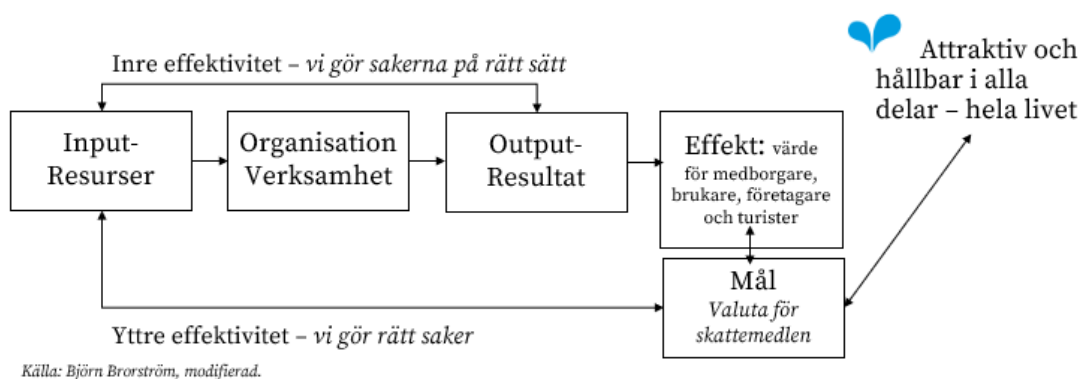 Attraktiv och
hållbar i alla
delar – hela livet
Inre effektivitet – vi gör sakerna på rätt sätt
Input-
Resurser
Organisation
Verksamhet
Output-
Resultat
Effekt: värde
för medborgare,
brukare, företagare
och turister
Mål
Valuta för
skattemedlen
Yttre effektivitet – vi gör rätt saker
Källa: Björn Brorström, modifierad.